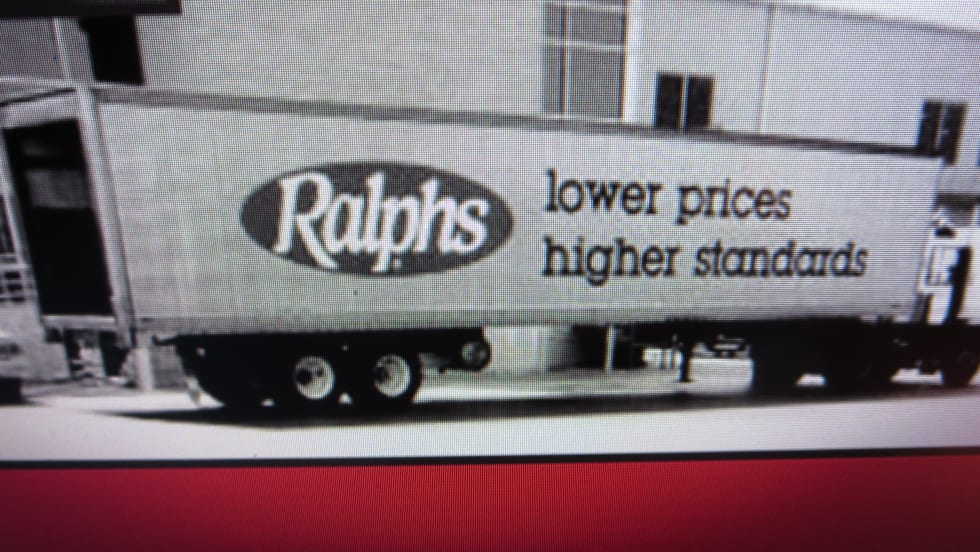 Ralphs
lower prices
higher standards